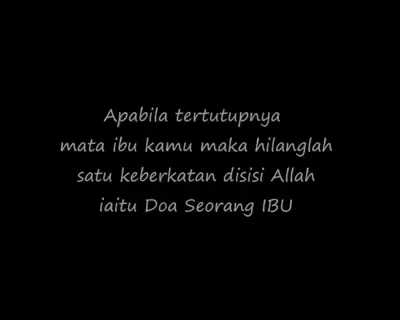 Apabila tertutupnya
mata ibu kamu maka hilanglah
satu keberkatan disisi Allah
iaitu Doa Seorang IBU